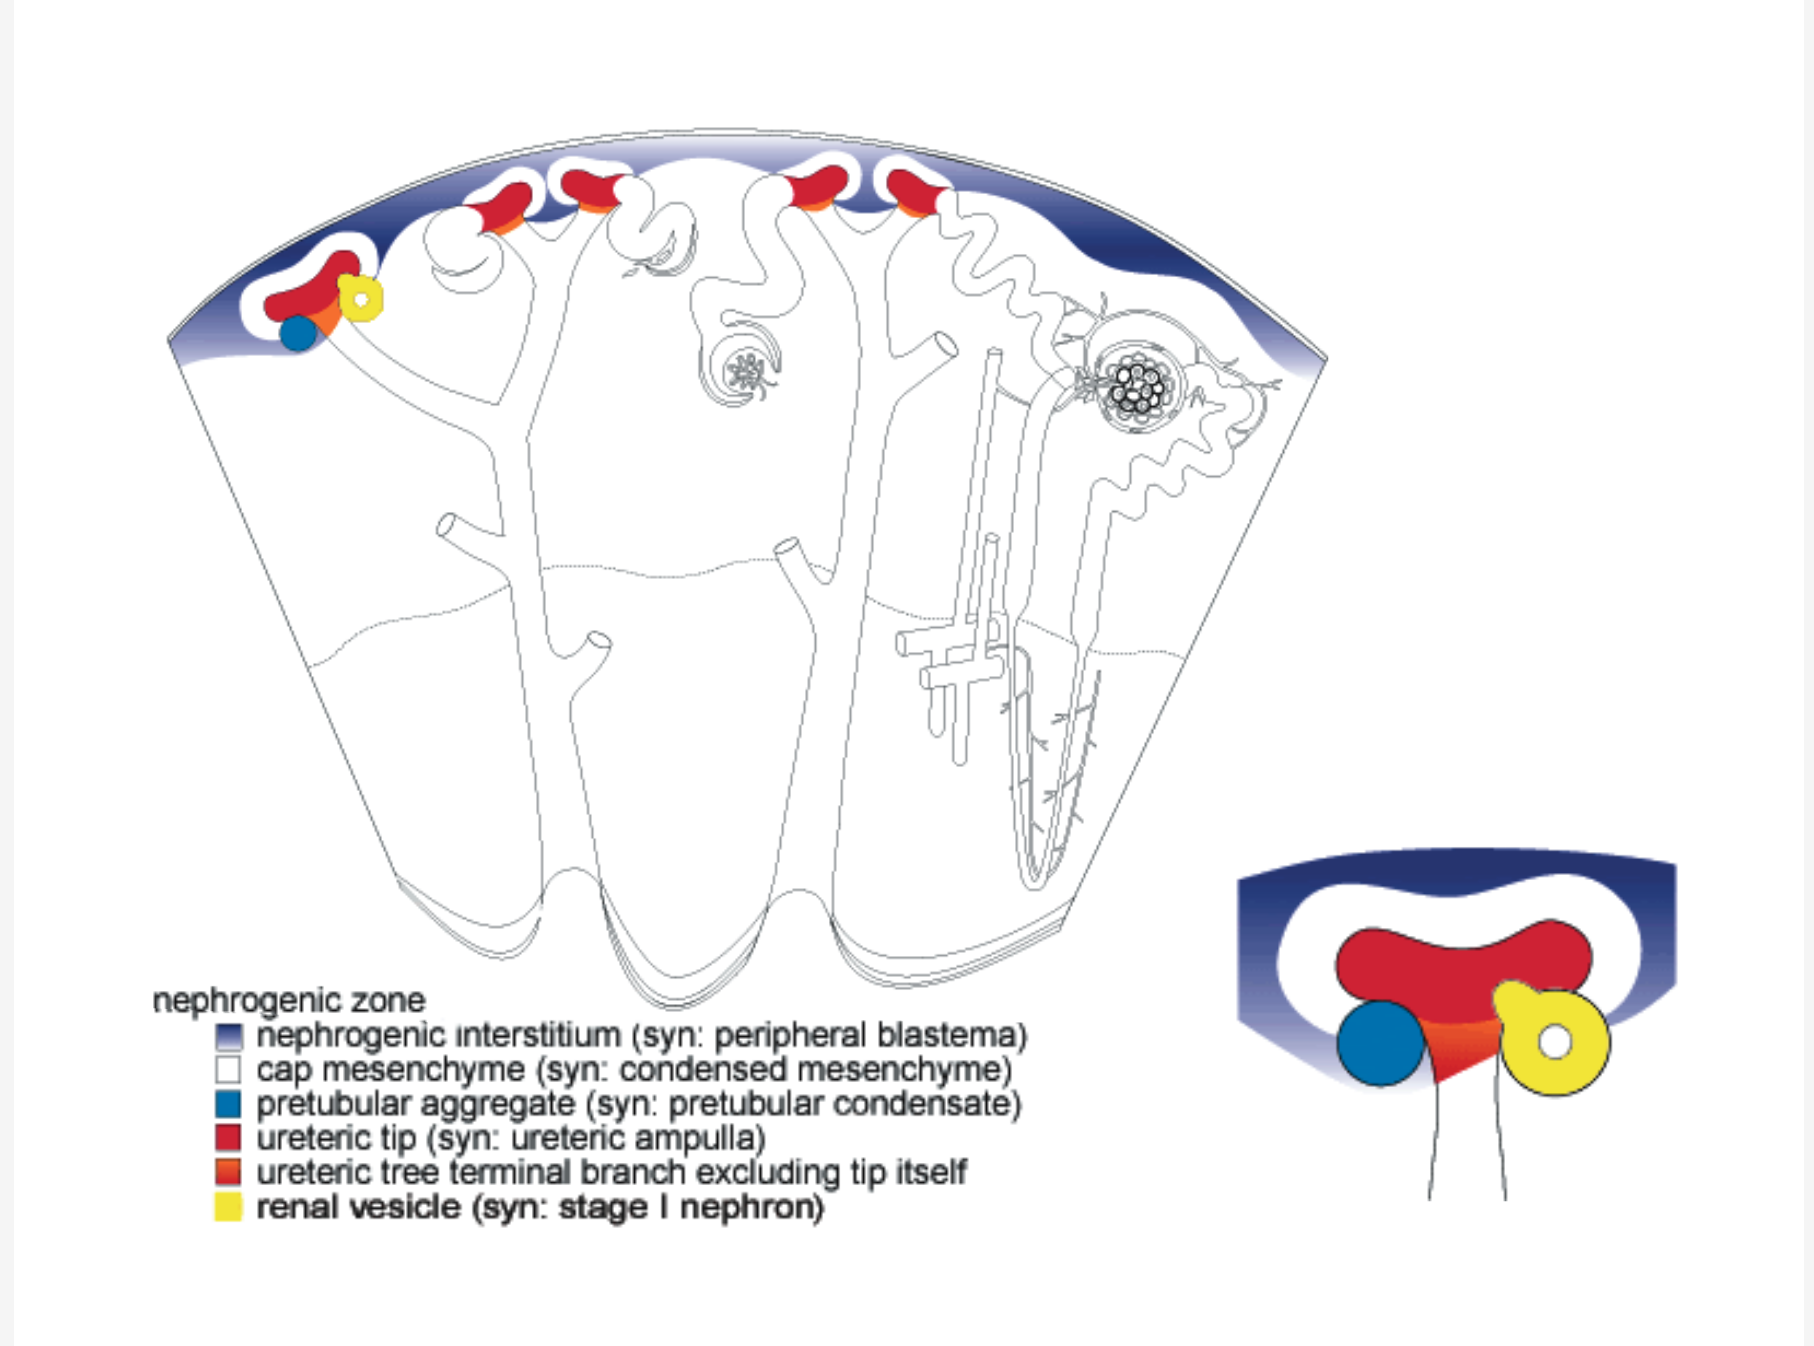 nephrogenic zone
nephrogenic interstitium (syn: peripheral blastema)
cap mesenchyme (syn: condensed mesenchyme)
pretubular aggregate (syn: pretubular condensate)
ureteric tip (syn: ureteric ampulla)
ureteric tree terminal branch excluding tip itself
renal vesicle (syn: stage I nephron)